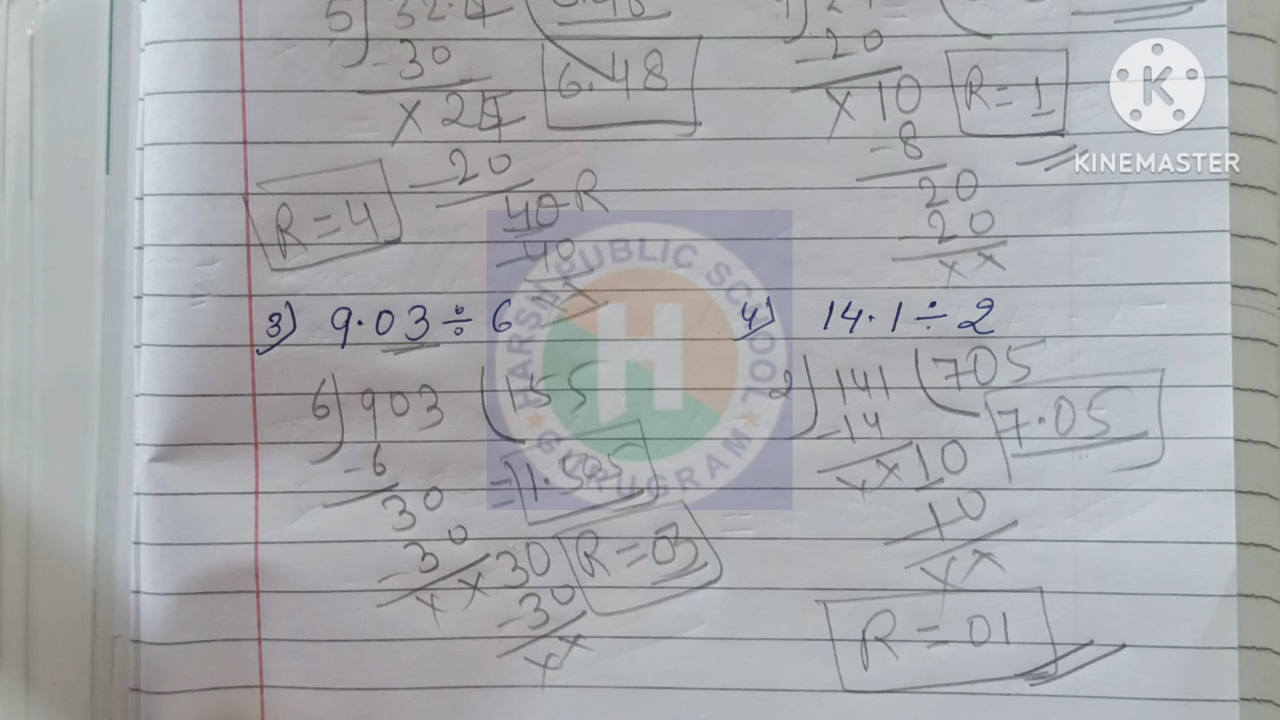 5) 32.4
- 30
6.48
× 24
R = 4
- 20
40 R
- 40
××
- 20
× 10
R = 1
- 8
20
- 20
××
KINEMASTER
HARSH PUBLIC SCHOOL
GURUGRAM
H
3) 9.03 ÷ 6
6) 903 (155
- 6
30
- 30
×× 30
- 30
××
R = 03
4) 14.1 ÷ 2
2) 141 (705
- 14
7.05
×× 10
10
××
R = 01